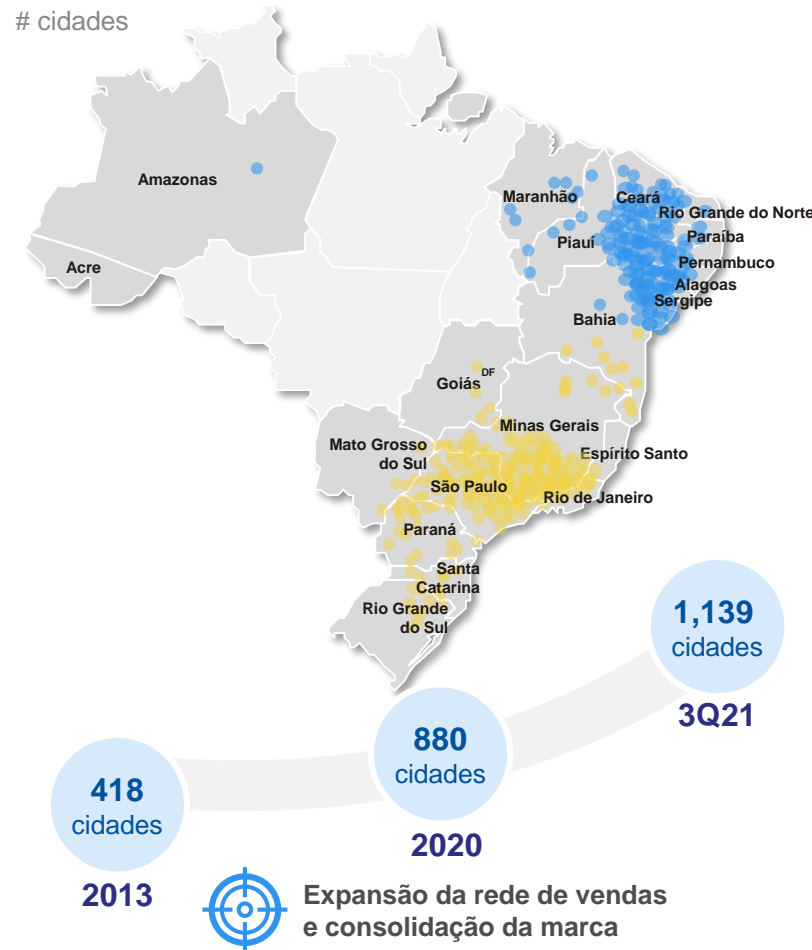 # cidades
Amazonas
Acre
Maranhão
Ceará
Rio Grande do Norte
Piauí
Paraíba
Pernambuco
Alagoas
Sergipe
Bahia
Goiás DF
Minas Gerais
Mato Grosso
do Sul
Espírito Santo
São Paulo
Rio de Janeiro
Paraná
Santa
Catarina
Rio Grande
do Sul
1,139
cidades
3Q21
880
cidades
2020
418
cidades
2013
Expansão da rede de vendas
e consolidação da marca